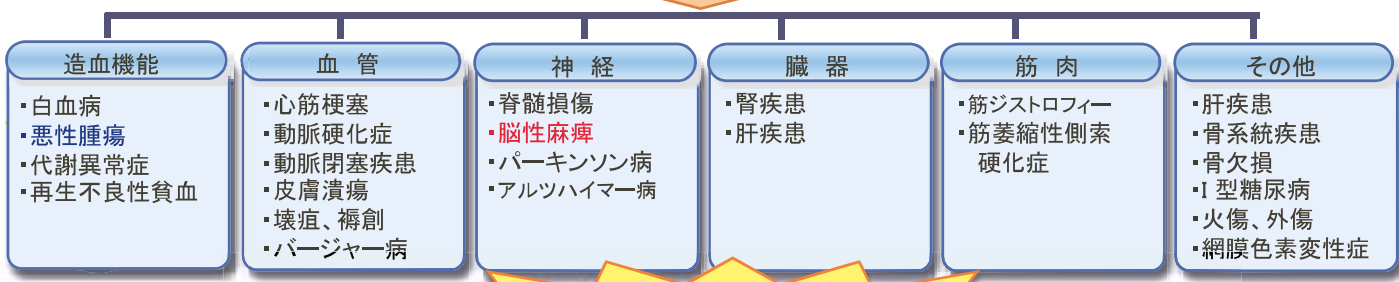 造血機能
・白血病
・悪性腫瘍
・代謝異常症
・再生不良性貧血
血管
・心筋梗塞
・動脈硬化症
・動脈閉塞疾患
・皮膚潰瘍
・壊疽、褥創
・バージャー病
神経
・脊髄損傷
・脳性麻痺
・パーキンソン病
・アルツハイマー病
臓器
・腎疾患
・肝疾患
筋肉
・筋ジストロフィー
・筋萎縮性側索
硬化症
その他
・肝疾患
・骨系統疾患
・骨欠損
・I型糖尿病
・火傷、外傷
・網膜色素変性症